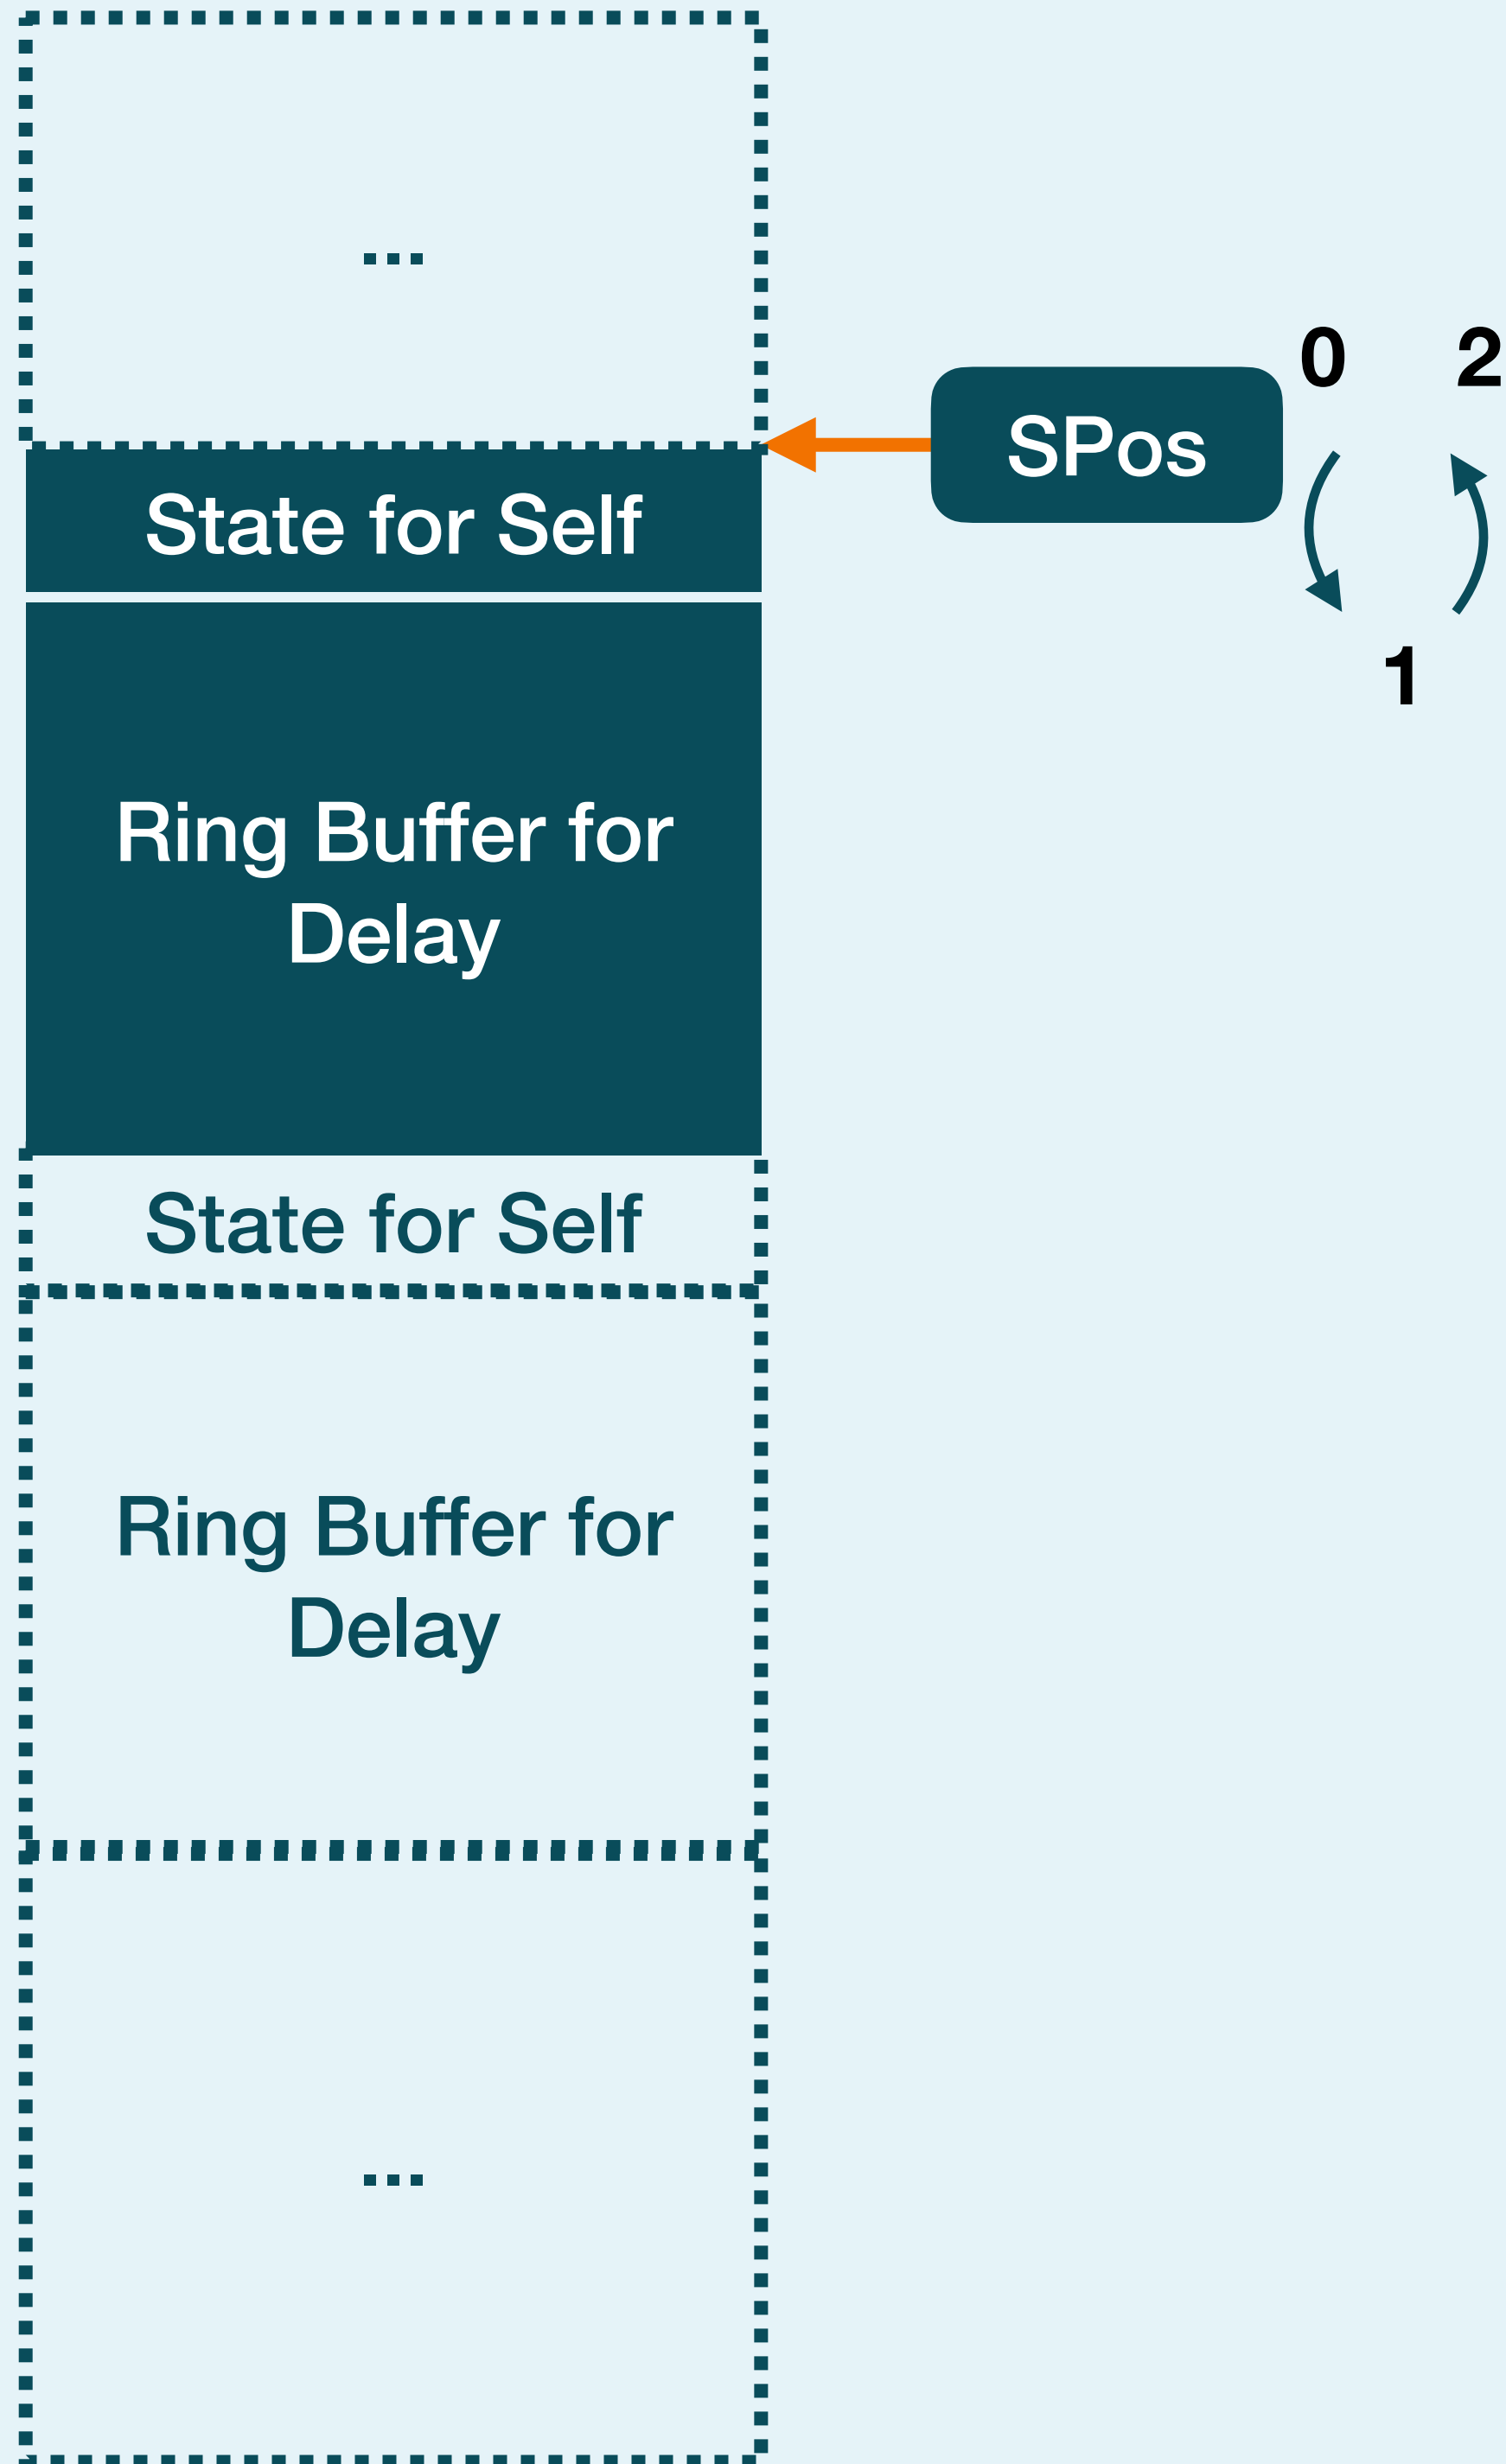 ...
0 2
SPos
State for Self
1
Ring Buffer for
Delay
State for Self
Ring Buffer for
Delay
...